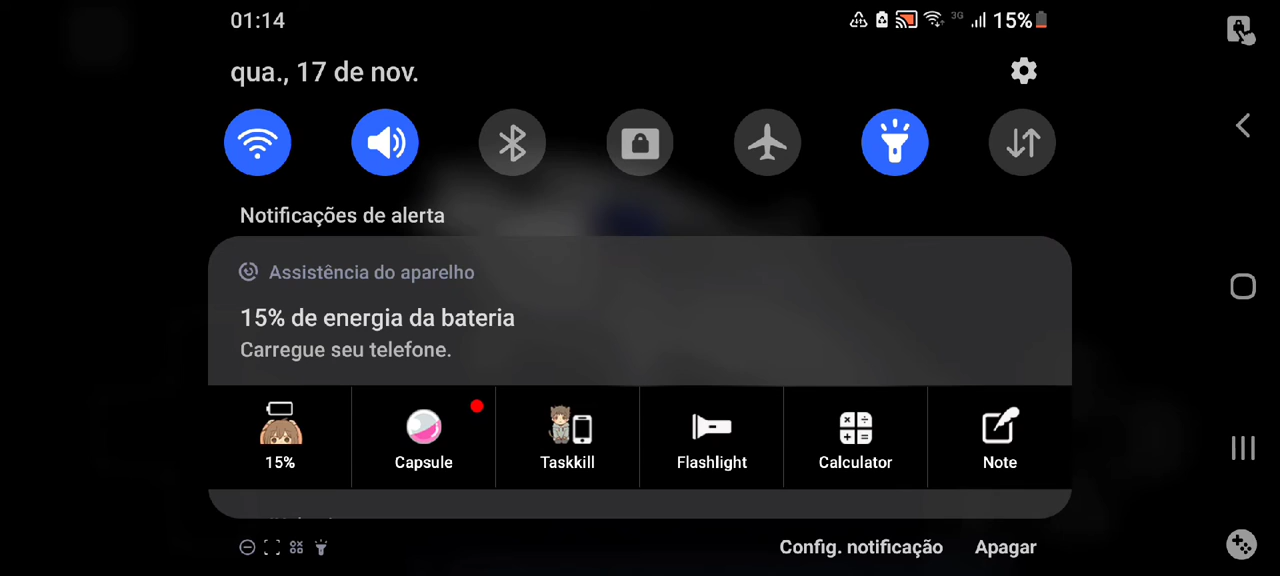 01:14
3G
15%
qua., 17 de nov.
Notificações de alerta
Assistência do aparelho
15% de energia da bateria
Carregue seu telefone.
15%
Capsule
Taskkill
Flashlight
Calculator
Note
Config. notificação
Apagar